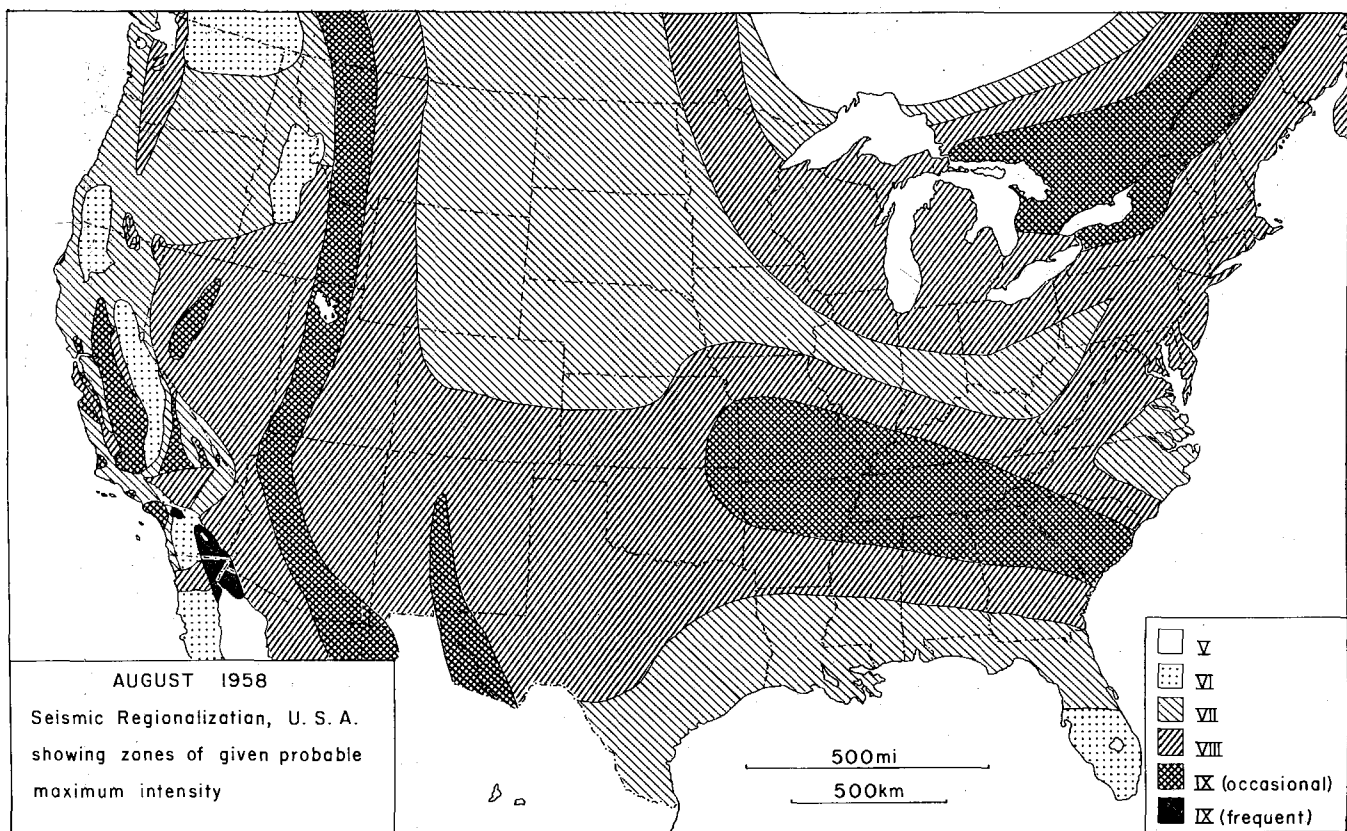 AUGUST 1958
Seismic Regionalization, U. S. A.
showing zones of given probable
maximum intensity
500mi
500km
V
VI
VII
VIII
IX (occasional)
IX (frequent)